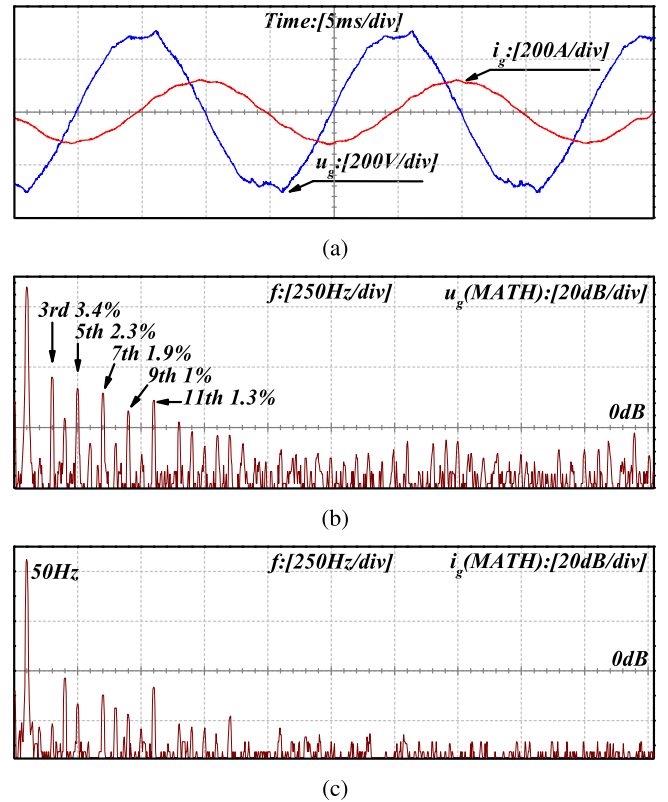 Time:[5ms/div]
i_g:[200A/div]
u_g:[200V/div]
(a)
f:[250Hz/div]
u_g(MATH):[20dB/div]
3rd 3.4%
5th 2.3%
7th 1.9%
9th 1%
11th 1.3%
0dB
(b)
50Hz
f:[250Hz/div]
i_g(MATH):[20dB/div]
0dB
(c)